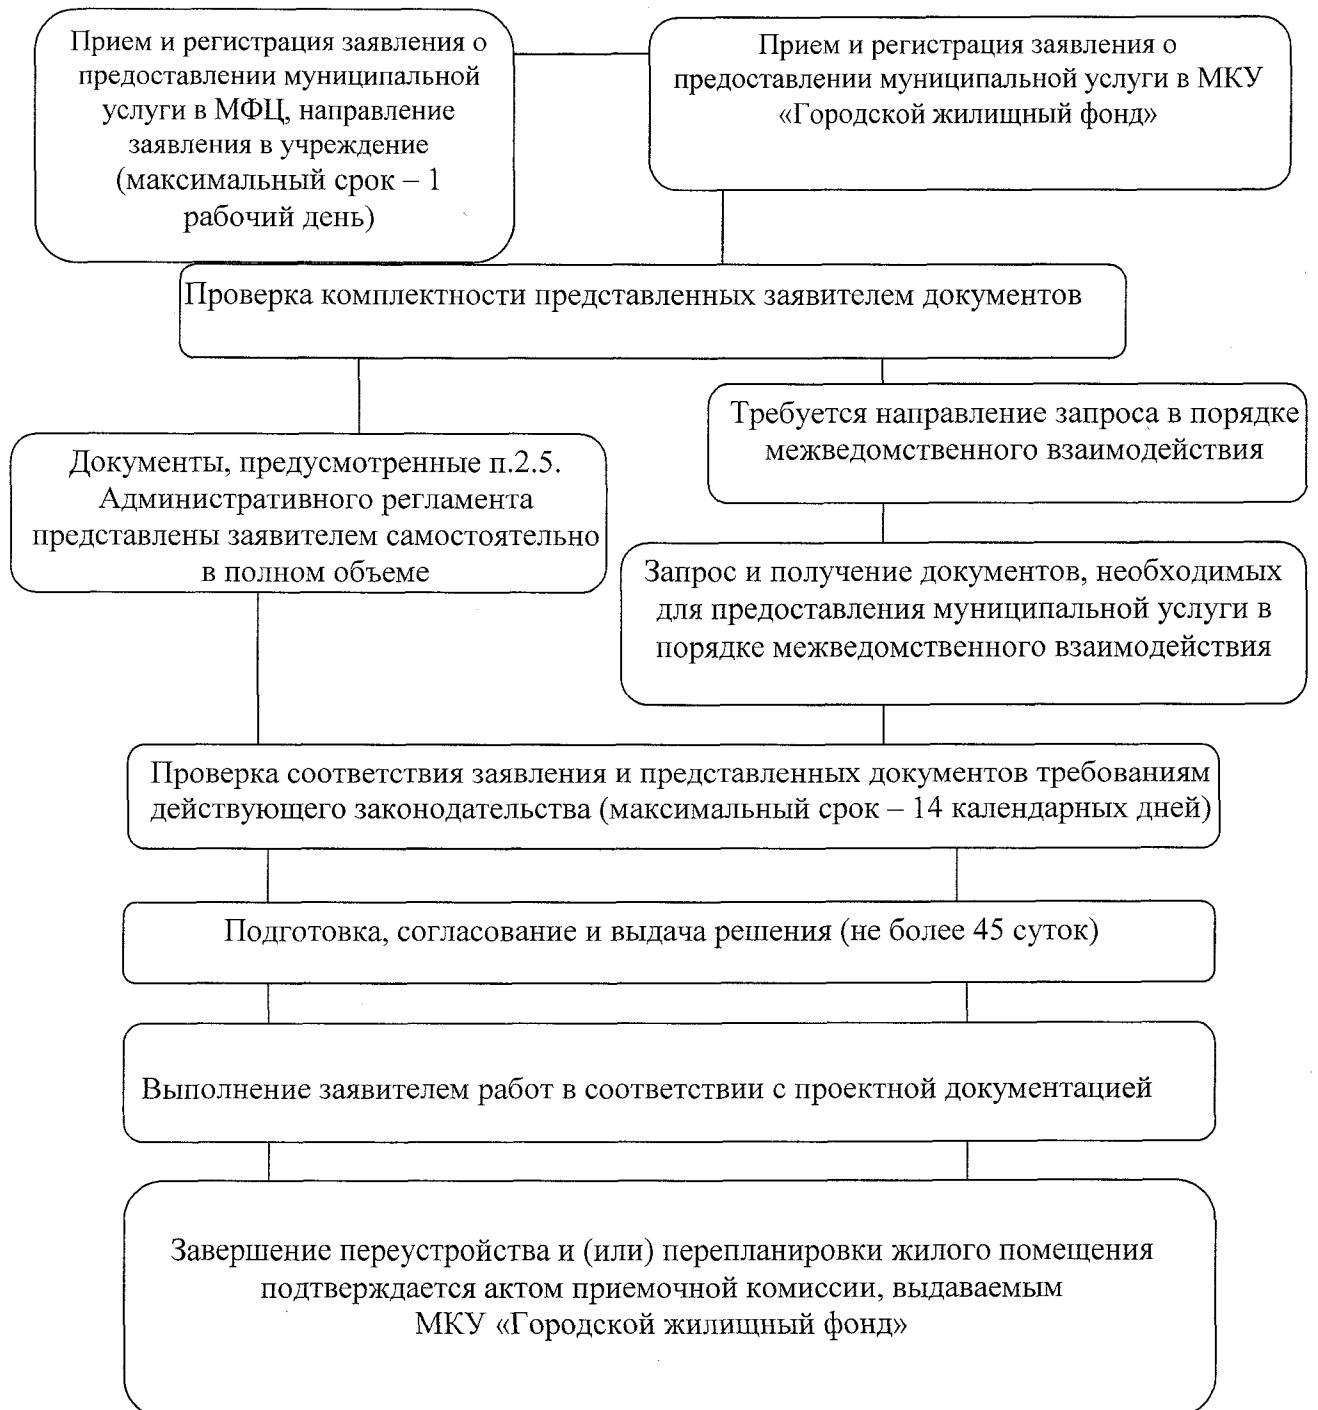 Прием и регистрация заявления о
предоставлении муниципальной
услуги в МФЦ, направление
заявления в учреждение
(максимальный срок – 1
рабочий день)
Прием и регистрация заявления о
предоставлении муниципальной услуги в МКУ
«Городской жилищный фонд»
Проверка комплектности представленных заявителем документов
Требуется направление запроса в порядке
межведомственного взаимодействия
Документы, предусмотренные п.2.5.
Административного регламента
представлены заявителем самостоятельно
в полном объеме
Запрос и получение документов, необходимых
для предоставления муниципальной услуги в
порядке межведомственного взаимодействия
Проверка соответствия заявления и представленных документов требованиям
действующего законодательства (максимальный срок – 14 календарных дней)
Подготовка, согласование и выдача решения (не более 45 суток)
Выполнение заявителем работ в соответствии с проектной документацией
Завершение переустройства и (или) перепланировки жилого помещения
подтверждается актом приемочной комиссии, выдаваемым
МКУ «Городской жилищный фонд»